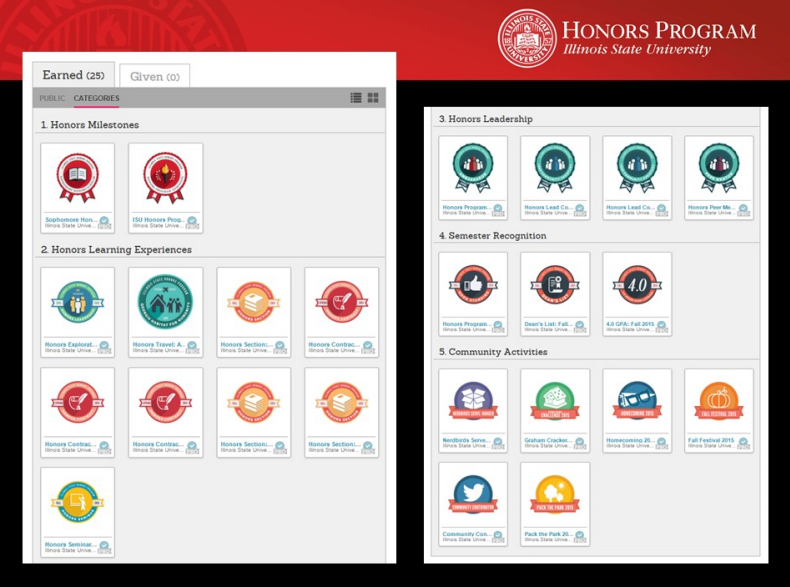 HONORS PROGRAM
Illinois State University
Earned (25)
Given (0)
PUBLIC CATEGORIES
1. Honors Milestones
Sophomore Hon...
Illinois State Unive...
ISU Honors Prog...
Illinois State Unive...
2. Honors Learning Experiences
Honors Explorat...
Illinois State Unive...
Honors Travel: A...
Illinois State Unive...
Honors Section:...
Illinois State Unive...
Honors Contrac...
Illinois State Unive...
Honors Contrac...
Illinois State Unive...
Honors Contrac...
Illinois State Unive...
Honors Section:...
Illinois State Unive...
Honors Section:...
Illinois State Unive...
Honors Seminar...
Illinois State Unive...
3. Honors Leadership
Honors Program...
Illinois State Unive...
Honors Lead Co...
Illinois State Unive...
Honors Lead Co...
Illinois State Unive...
Honors Peer Me...
Illinois State Unive...
4. Semester Recognition
Honors Program...
Illinois State Unive...
DEAN'S LIST
Dean's List: Fall...
Illinois State Unive...
4.0
4.0 GPA: Fall 2015
Illinois State Unive...
5. Community Activities
NERDBIRDS SERVE DINNER
Nerdbirds Serve...
Illinois State Unive...
CHALLENGE 2015
Graham Cracker...
Illinois State Unive...
HOMECOMING 2015
Homecoming 20...
Illinois State Unive...
FALL FESTIVAL 2015
Fall Festival 2015
Illinois State Unive...
COMMUNITY CONTRIBUTOR
Community Con...
Illinois State Unive...
PACK THE PARK 2015
Pack the Park 20...
Illinois State Unive...